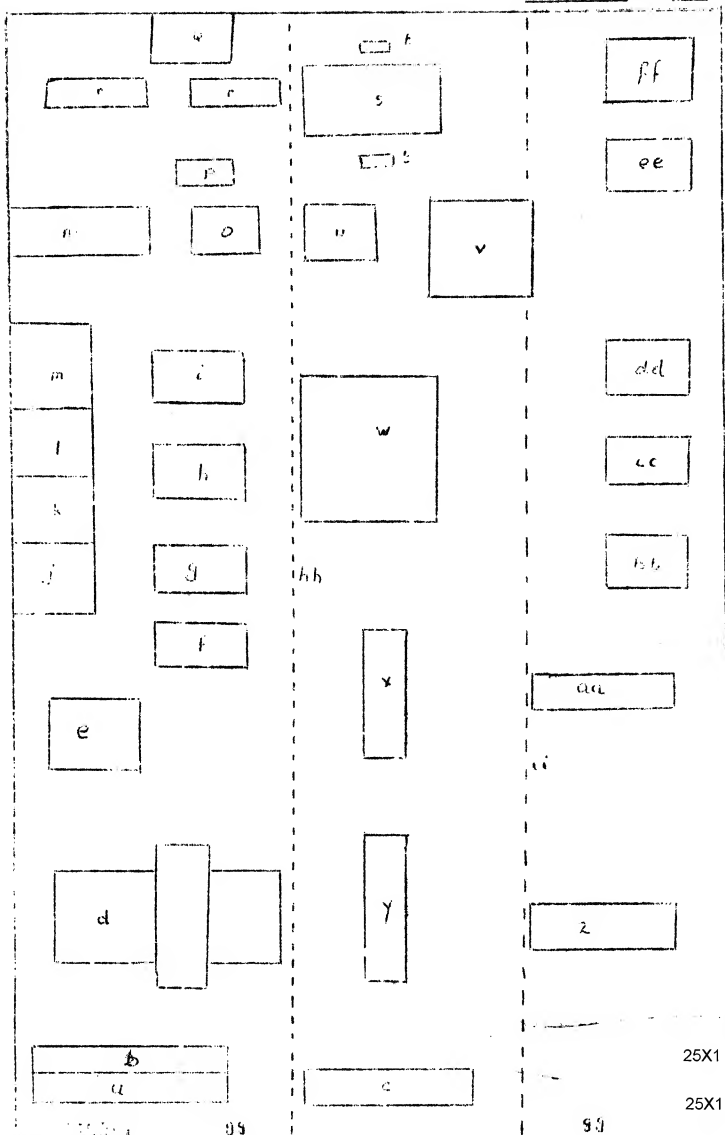 q t ff
r r s
p t ee
n o u v
m i dd
l w cc
k h
j g hh bb
f
x aa
e
ii
d y z
b
a c
25X1
25X1
gg gg